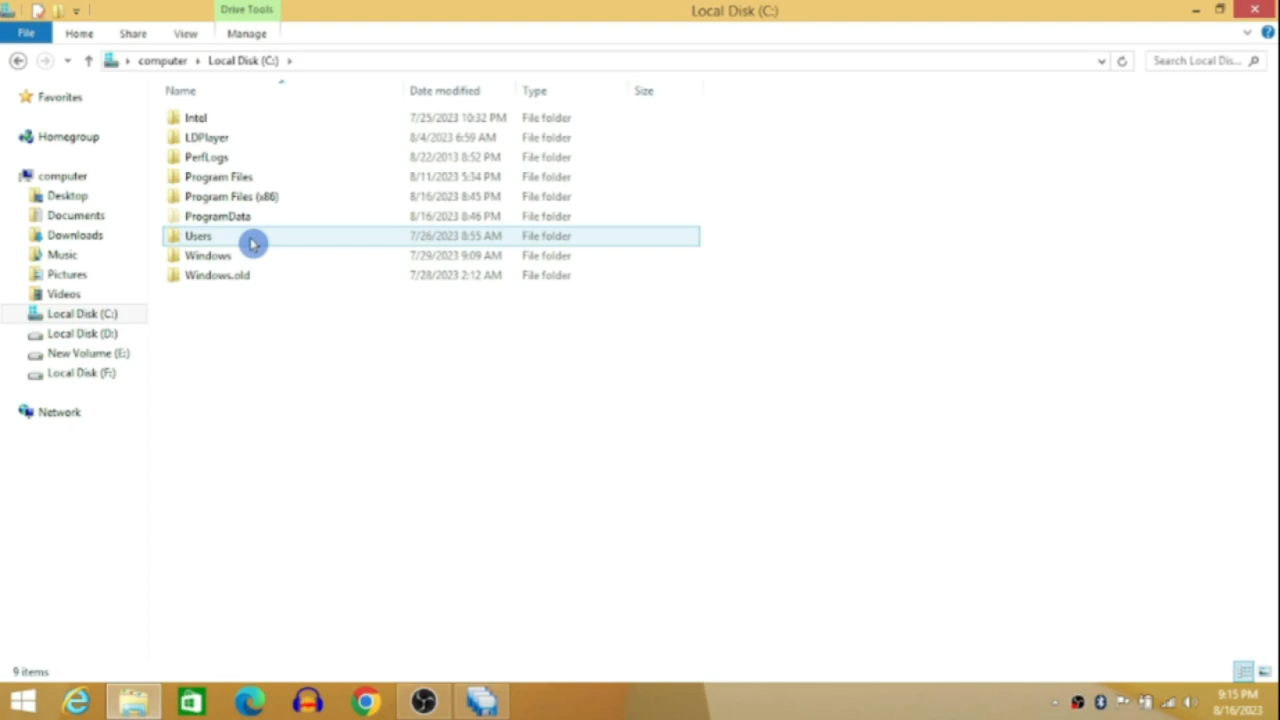 Drive Tools
Local Disk (C:)
File Home Share View Manage
computer Local Disk (C:)
Search Local Dis...
Name Date modified Type Size
Favorites
Homegroup
computer
Desktop
Documents
Downloads
Music
Pictures
Videos
Local Disk (C:)
Local Disk (D:)
New Volume (E:)
Local Disk (F:)
Network
Intel 7/25/2023 10:32 PM File folder
LDPlayer 8/4/2023 6:59 AM File folder
PerfLogs 8/22/2013 8:52 PM File folder
Program Files 8/11/2023 5:34 PM File folder
Program Files (x86) 8/16/2023 8:45 PM File folder
ProgramData 8/16/2023 8:46 PM File folder
Users 7/26/2023 8:55 AM File folder
Windows 7/29/2023 9:09 AM File folder
Windows.old 7/28/2023 2:12 AM File folder
9 items
9:15 PM
8/16/2023